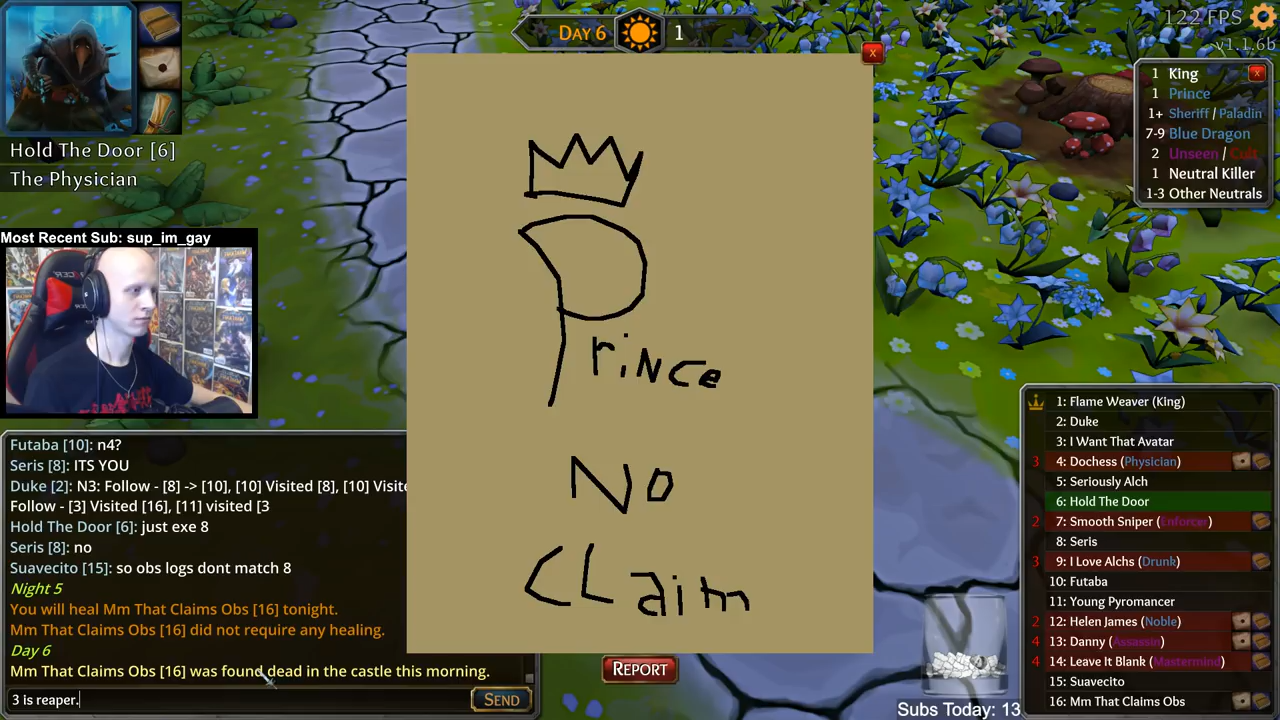 DAY 6
1
122 FPS
v1.1.6b
x
Hold The Door [6]
The Physician
1 King
1 Prince
1+ Sheriff / Paladin
7-9 Blue Dragon
2 Unseen / Cult
1 Neutral Killer
1-3 Other Neutrals
x
Prince
No
Claim
Most Recent Sub: sup_im_gay
Futaba [10]: n4?
Seris [8]: ITS YOU
Duke [2]: N3: Follow - [8] -> [10], [10] Visited [8], [10] Visite
Follow - [3] Visited [16], [11] visited [3
Hold The Door [6]: just exe 8
Seris [8]: no
Suavecito [15]: so obs logs dont match 8
Night 5
You will heal Mm That Claims Obs [16] tonight.
Mm That Claims Obs [16] did not require any healing.
Day 6
Mm That Claims Obs [16] was found dead in the castle this morning.
3 is reaper.
SEND
REPORT
1: Flame Weaver (King)
2: Duke
3: I Want That Avatar
3 4: Dochess (Physician)
5: Seriously Alch
6: Hold The Door
2 7: Smooth Sniper (Enforcer)
8: Seris
3 9: I Love Alchs (Drunk)
10: Futaba
11: Young Pyromancer
2 12: Helen James (Noble)
4 13: Danny (Assassin)
4 14: Leave It Blank (Mastermind)
15: Suavecito
16: Mm That Claims Obs
Subs Today: 13